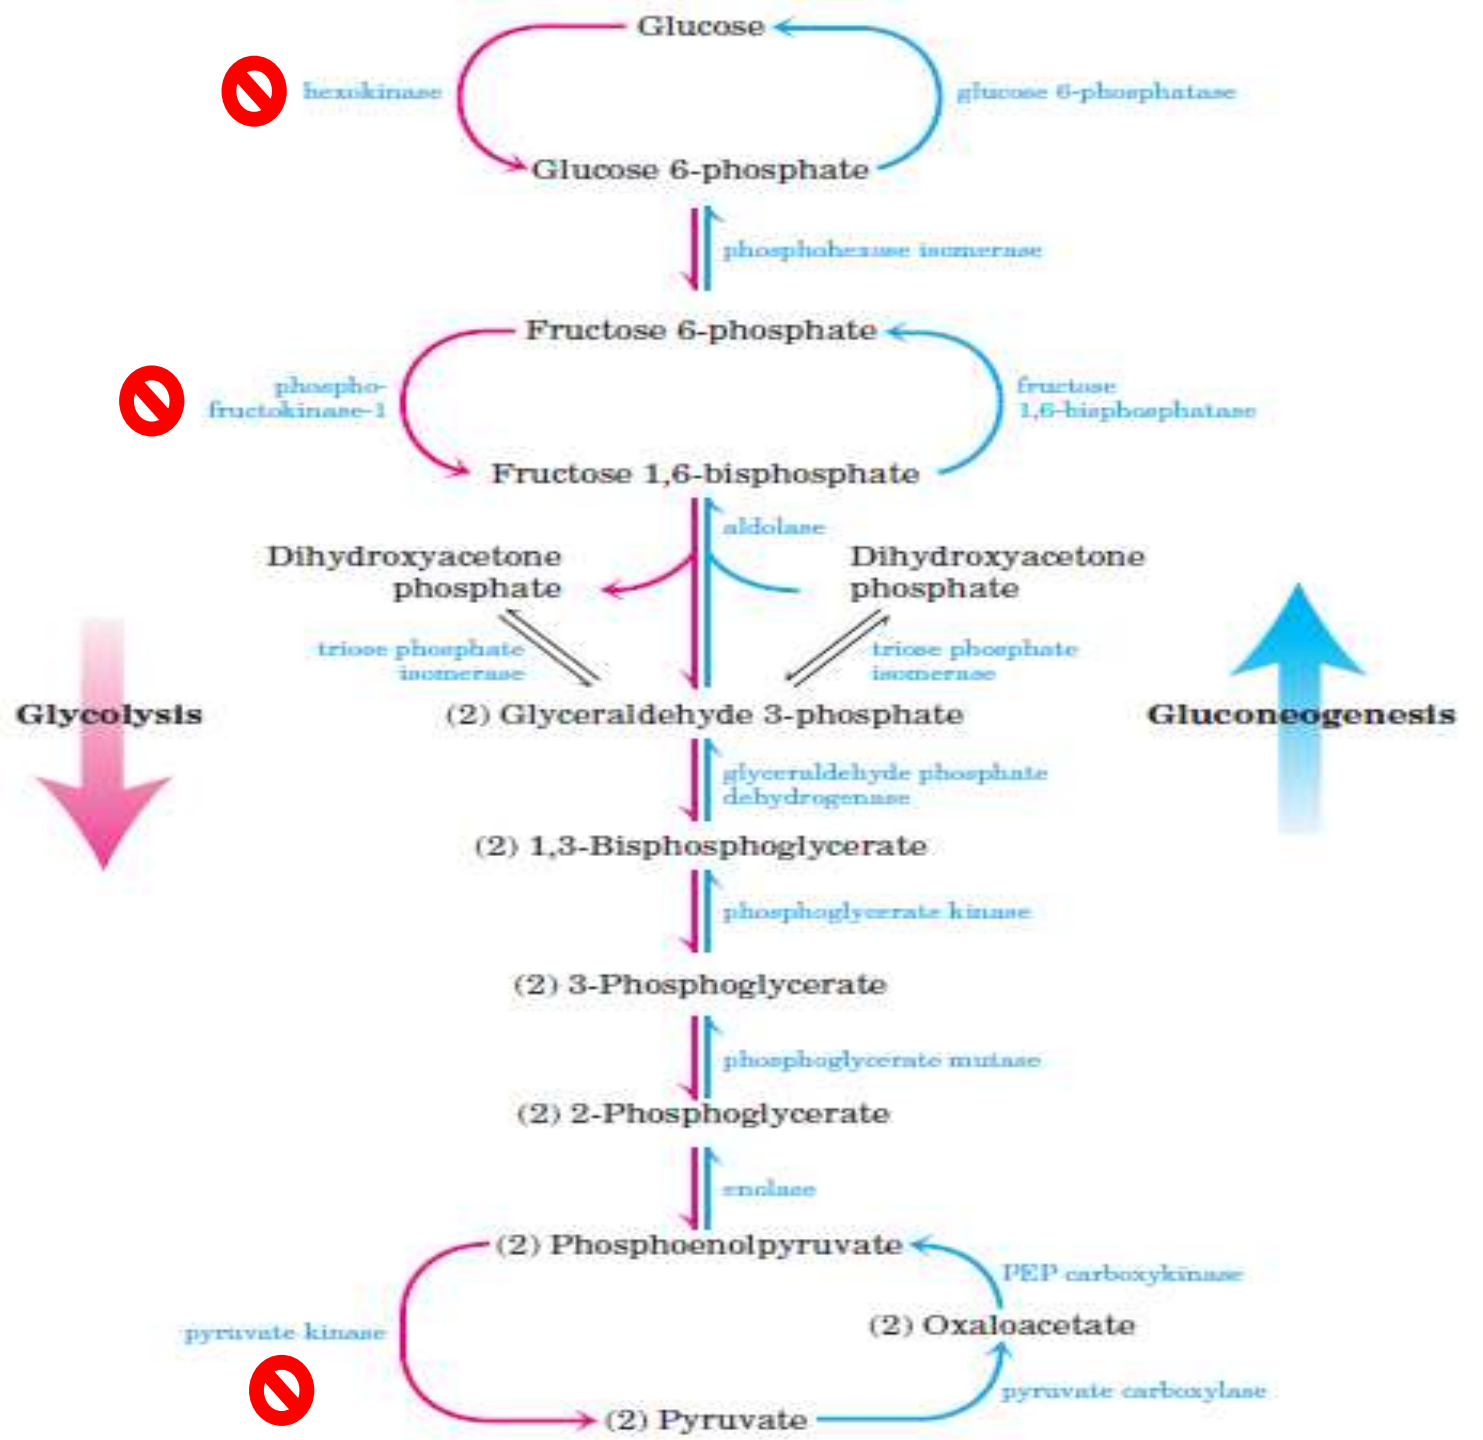 Glucose
hexokinase
glucose 6-phosphatase
Glucose 6-phosphate
phosphohexose isomerase
Fructose 6-phosphate
phospho-
fructokinase-1
fructose
1,6-bisphosphatase
Fructose 1,6-bisphosphate
aldolase
Dihydroxyacetone
phosphate
Dihydroxyacetone
phosphate
triose phosphate
isomerase
triose phosphate
isomerase
Glycolysis
(2) Glyceraldehyde 3-phosphate
Gluconeogenesis
glyceraldehyde phosphate
dehydrogenase
(2) 1,3-Bisphosphoglycerate
phosphoglycerate kinase
(2) 3-Phosphoglycerate
phosphoglycerate mutase
(2) 2-Phosphoglycerate
enolase
(2) Phosphoenolpyruvate
PEP carboxykinase
(2) Oxaloacetate
pyruvate kinase
pyruvate carboxylase
(2) Pyruvate